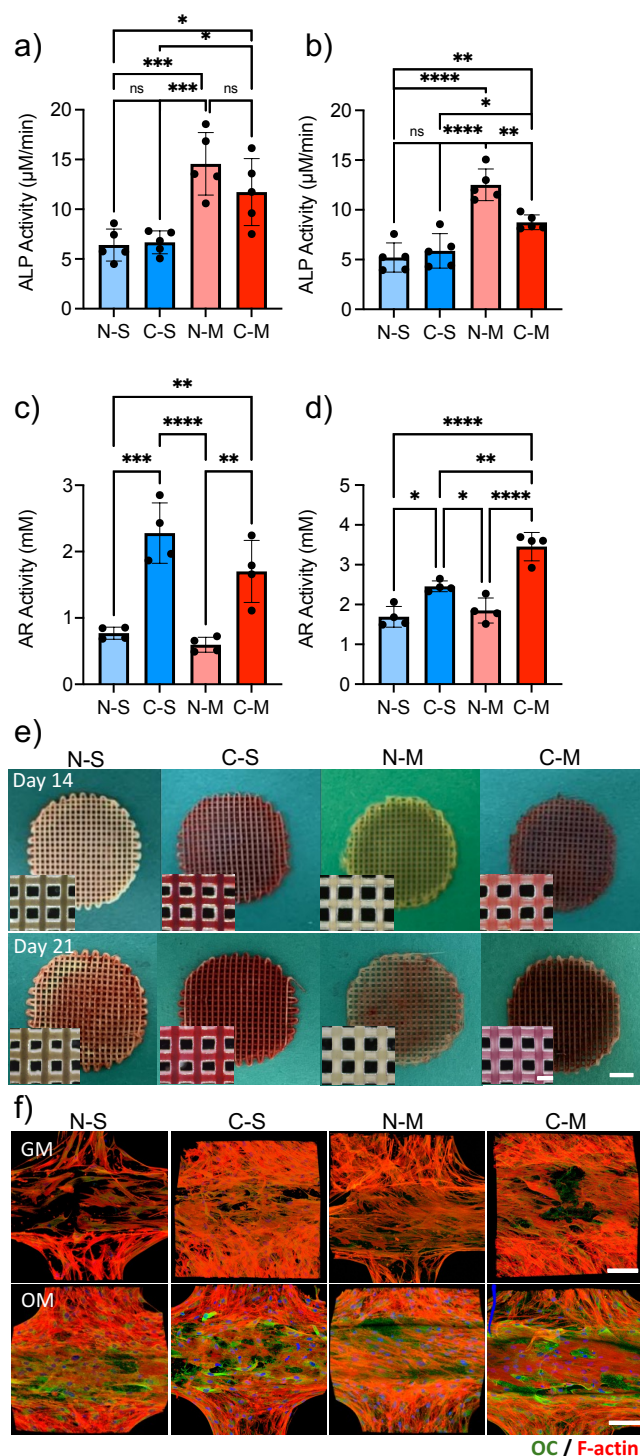 a)
*
*
***
ns
***
ns
ALP Activity (µM/min)
20
15
10
5
0
N-S C-S N-M C-M
b)
**
****
*
ns
****
**
ALP Activity (µM/min)
20
15
10
5
0
N-S C-S N-M C-M
c)
**
****
***
**
AR Activity (mM)
3
2
1
0
N-S C-S N-M C-M
d)
****
**
*
*
****
AR Activity (mM)
5
4
3
2
1
0
N-S C-S N-M C-M
e)
N-S C-S N-M C-M
Day 14
Day 21
f)
N-S C-S N-M C-M
GM
OM
OC / F-actin